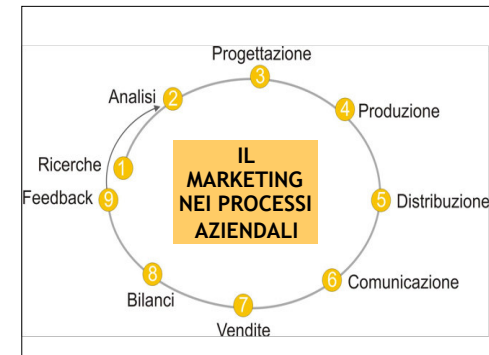 Progettazione
3
Analisi 2
4 Produzione
Ricerche 1
IL
MARKETING
NEI PROCESSI
AZIENDALI
Feedback 9
5 Distribuzione
8
Bilanci
6 Comunicazione
7
Vendite